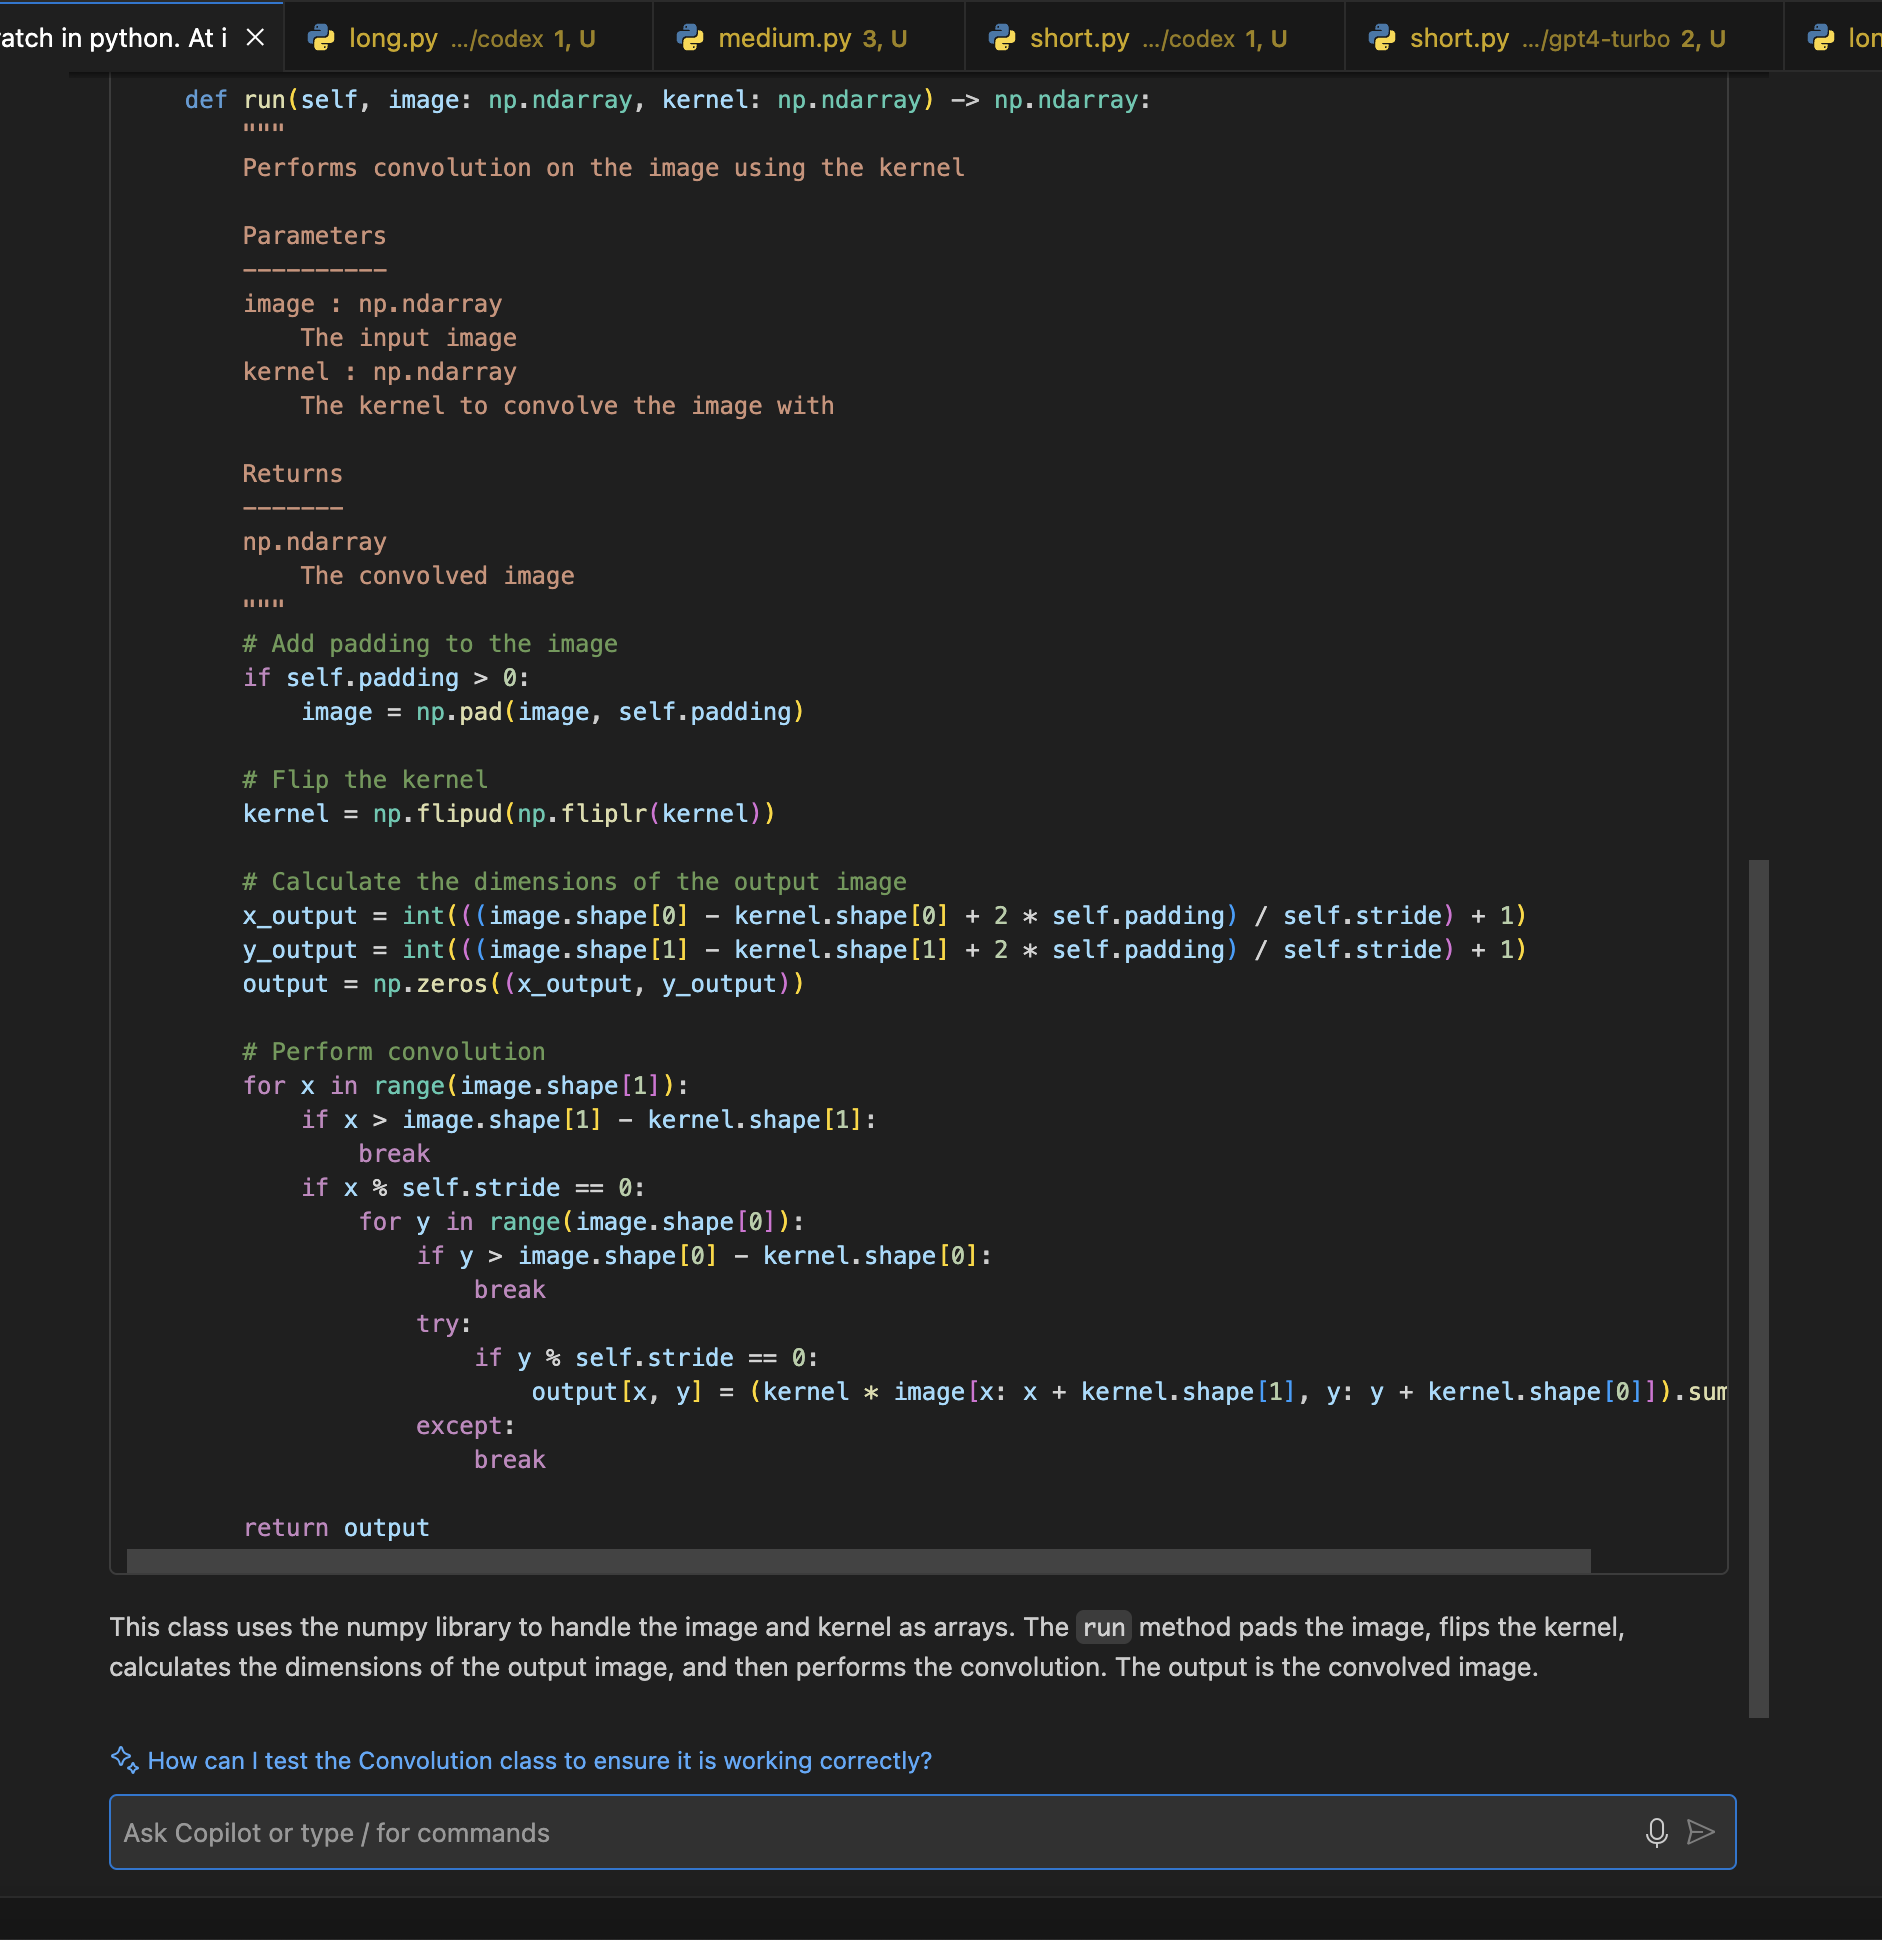 atch in python. At i
long.py .../codex 1, U
medium.py 3, U
short.py .../codex 1, U
short.py .../gpt4-turbo 2, U
lon
def run(self, image: np.ndarray, kernel: np.ndarray) -> np.ndarray:
"""
Performs convolution on the image using the kernel
Parameters
----------
image : np.ndarray
The input image
kernel : np.ndarray
The kernel to convolve the image with
Returns
-------
np.ndarray
The convolved image
"""
# Add padding to the image
if self.padding > 0:
image = np.pad(image, self.padding)
# Flip the kernel
kernel = np.flipud(np.fliplr(kernel))
# Calculate the dimensions of the output image
x_output = int(((image.shape[0] - kernel.shape[0] + 2 * self.padding) / self.stride) + 1)
y_output = int(((image.shape[1] - kernel.shape[1] + 2 * self.padding) / self.stride) + 1)
output = np.zeros((x_output, y_output))
# Perform convolution
for x in range(image.shape[1]):
if x > image.shape[1] - kernel.shape[1]:
break
if x % self.stride == 0:
for y in range(image.shape[0]):
if y > image.shape[0] - kernel.shape[0]:
break
try:
if y % self.stride == 0:
output[x, y] = (kernel * image[x: x + kernel.shape[1], y: y + kernel.shape[0]]).sum
except:
break
return output
This class uses the numpy library to handle the image and kernel as arrays. The run method pads the image, flips the kernel,
calculates the dimensions of the output image, and then performs the convolution. The output is the convolved image.
How can I test the Convolution class to ensure it is working correctly?
Ask Copilot or type / for commands